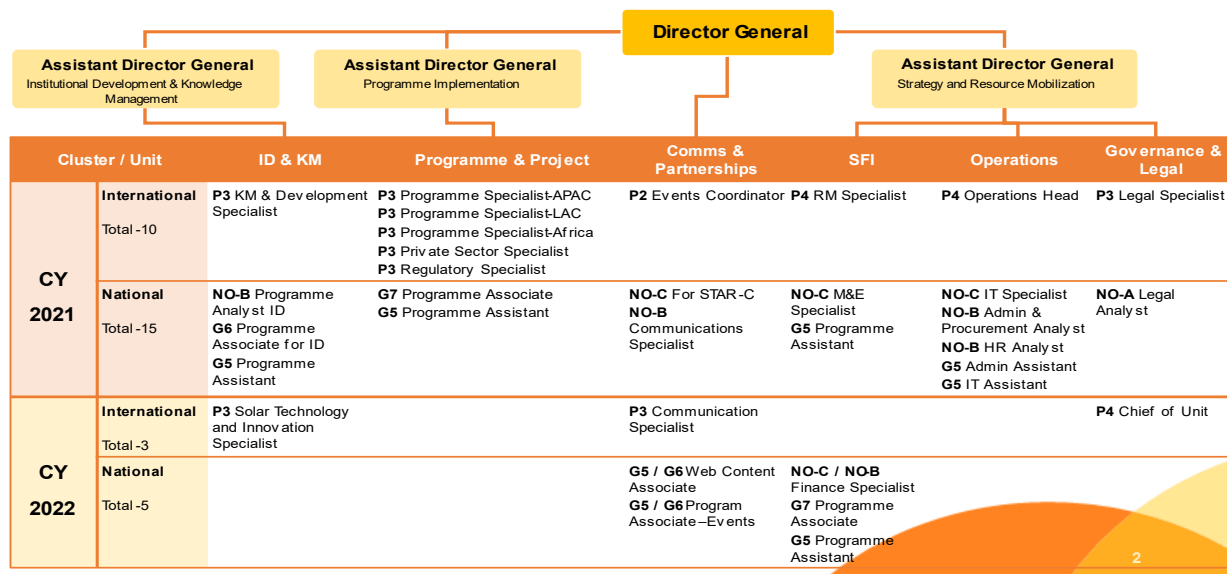 Director General
Assistant Director General
Institutional Development & Knowledge
Management
Assistant Director General
Programme Implementation
Assistant Director General
Strategy and Resource Mobilization
Cluster / Unit
ID & KM
Programme & Project
Comms &
Partnerships
SFI
Operations
Governance &
Legal
CY
2021
International
Total -10
P3 KM & Development
Specialist
P3 Programme Specialist-APAC
P3 Programme Specialist-LAC
P3 Programme Specialist-Africa
P3 Private Sector Specialist
P3 Regulatory Specialist
P2 Events Coordinator
P4 RM Specialist
P4 Operations Head
P3 Legal Specialist
National
Total -15
NO-B Programme
Analyst ID
G6 Programme
Associate for ID
G5 Programme
Assistant
G7 Programme Associate
G5 Programme Assistant
NO-C For STAR-C
NO-B
Communications
Specialist
NO-C M&E
Specialist
G5 Programme
Assistant
NO-C IT Specialist
NO-B Admin &
Procurement Analyst
NO-B HR Analyst
G5 Admin Assistant
G5 IT Assistant
NO-A Legal
Analyst
CY
2022
International
Total -3
P3 Solar Technology
and Innovation
Specialist
P3 Communication
Specialist
P4 Chief of Unit
National
Total -5
G5 / G6 Web Content
Associate
G5 / G6 Program
Associate–Events
NO-C / NO-B
Finance Specialist
G7 Programme
Associate
G5 Programme
Assistant
2